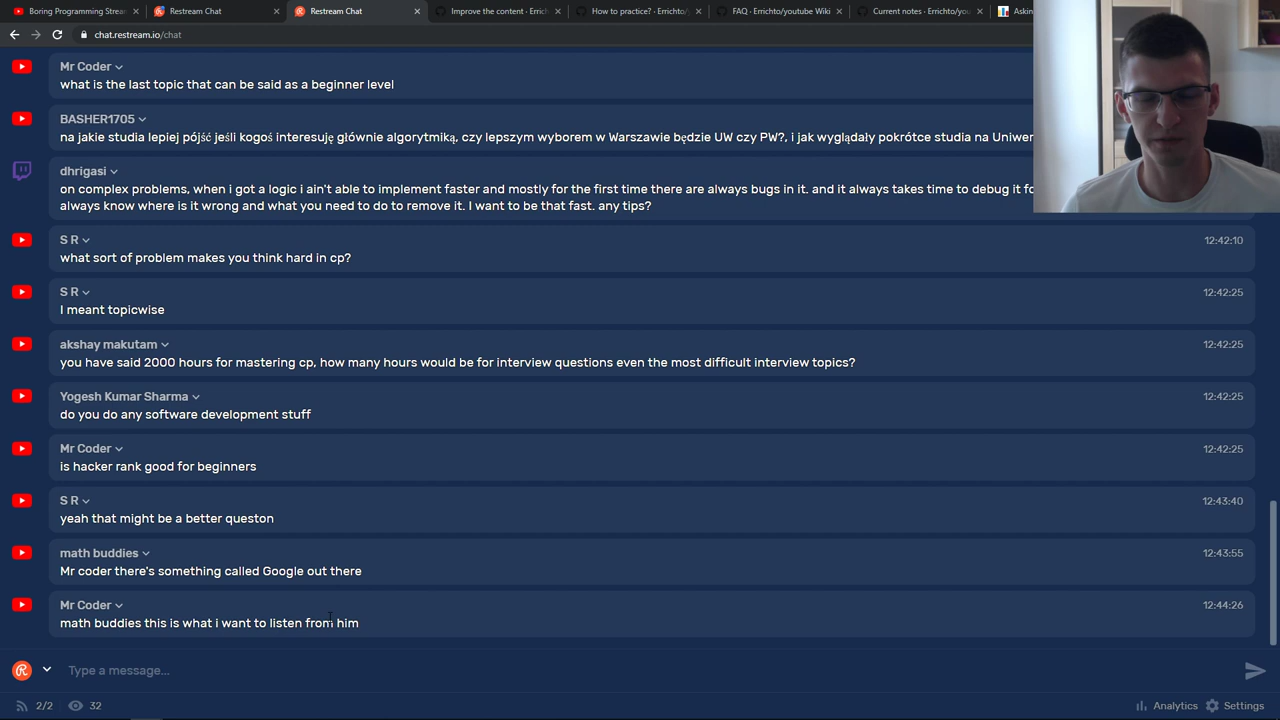 Boring Programming Strea
Restream Chat
Restream Chat
Improve the content · Errich
How to practice? · Errichto/y
FAQ · Errichto/youtube Wiki
Current notes · Errichto/you
Askin
chat.restream.io/chat
Mr Coder
what is the last topic that can be said as a beginner level
BASHER1705
na jakie studia lepiej pójść jeśli kogoś interesuję głównie algorytmiką, czy lepszym wyborem w Warszawie będzie UW czy PW?, i jak wyglądały pokrótce studia na Uniwer
dhrigasi
on complex problems, when i got a logic i ain't able to implement faster and mostly for the first time there are always bugs in it. and it always takes time to debug it fo
always know where is it wrong and what you need to do to remove it. I want to be that fast. any tips?
S R
12:42:10
what sort of problem makes you think hard in cp?
S R
12:42:25
I meant topicwise
akshay makutam
12:42:25
you have said 2000 hours for mastering cp, how many hours would be for interview questions even the most difficult interview topics?
Yogesh Kumar Sharma
12:42:25
do you do any software development stuff
Mr Coder
12:42:25
is hacker rank good for beginners
S R
12:43:40
yeah that might be a better queston
math buddies
12:43:55
Mr coder there's something called Google out there
Mr Coder
12:44:26
math buddies this is what i want to listen from him
Type a message...
2/2
32
Analytics
Settings